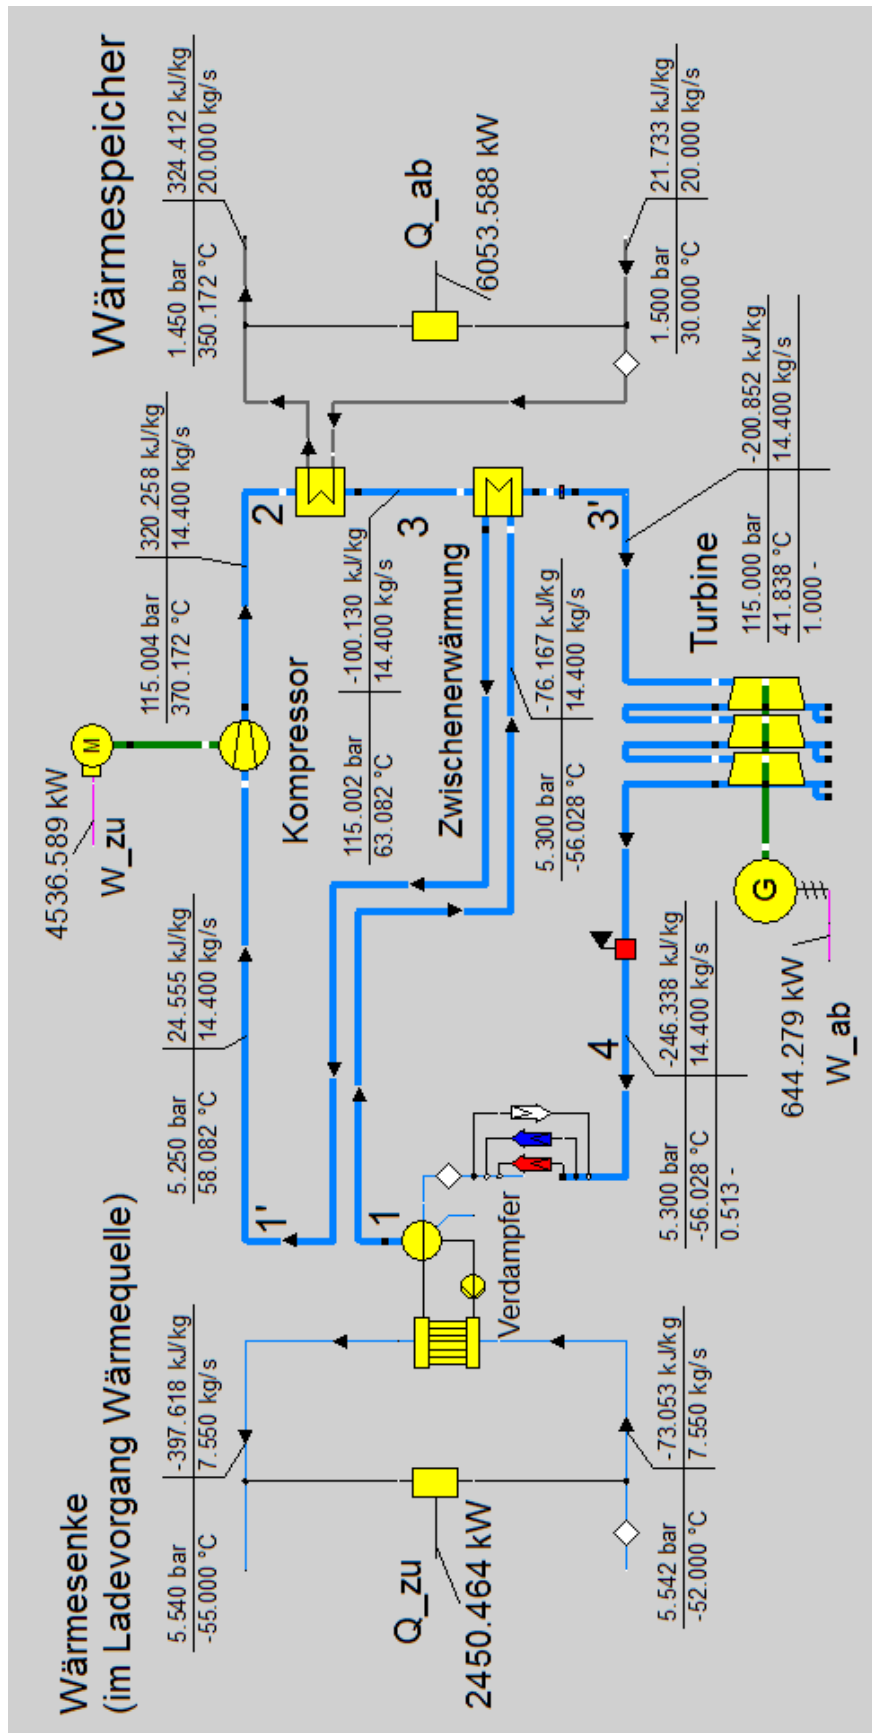 Wärmesenke
(im Ladevorgang Wärmequelle)
Wärmespeicher
4536.589 kW
W_zu
M
5.540 bar
-397.618 kJ/kg
-55.000 °C
7.550 kg/s
5.250 bar
24.555 kJ/kg
58.082 °C
14.400 kg/s
115.004 bar
320.258 kJ/kg
370.172 °C
14.400 kg/s
1.450 bar
324.412 kJ/kg
350.172 °C
20.000 kg/s
1'
Kompressor
2
1
115.002 bar
-100.130 kJ/kg
63.082 °C
14.400 kg/s
3
Q_zu
2450.464 kW
Verdampfer
Zwischenerwärmung
Q_ab
6053.588 kW
5.300 bar
-76.167 kJ/kg
-56.028 °C
14.400 kg/s
3'
4
5.542 bar
-73.053 kJ/kg
-52.000 °C
7.550 kg/s
5.300 bar
-246.338 kJ/kg
-56.028 °C
14.400 kg/s
0.513 -
1.500 bar
21.733 kJ/kg
30.000 °C
20.000 kg/s
Turbine
115.000 bar
-200.852 kJ/kg
41.838 °C
14.400 kg/s
1.000 -
G
644.279 kW
W_ab